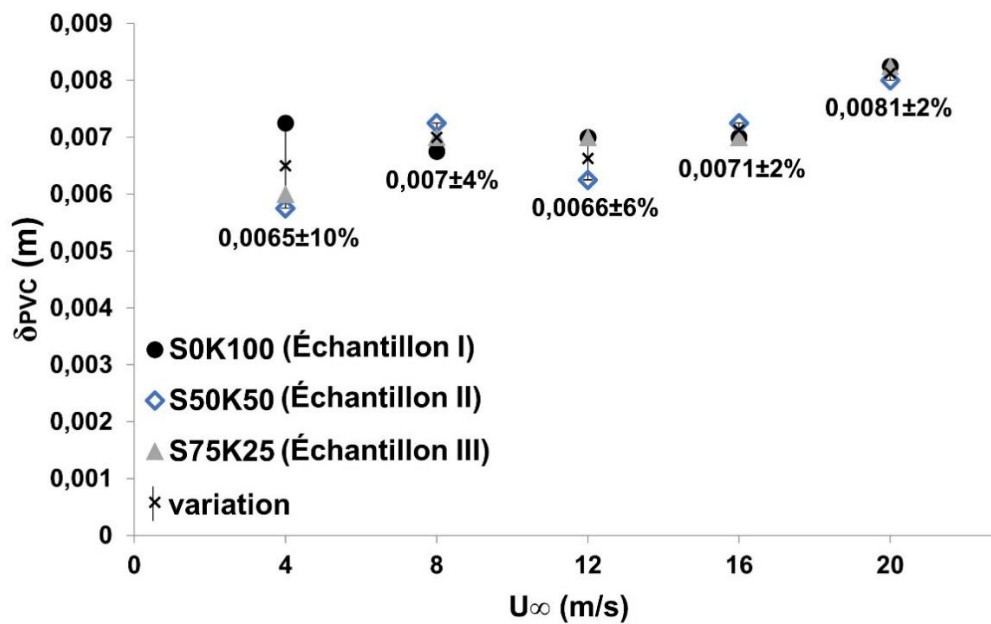 0,009
0,008
0,007
0,006
0,005
0,004
0,003
0,002
0,001
0
δPVC (m)
0,0065±10%
0,007±4%
0,0066±6%
0,0071±2%
0,0081±2%
S0K100 (Échantillon I)
S50K50 (Échantillon II)
S75K25 (Échantillon III)
variation
0 4 8 12 16 20
U∞ (m/s)